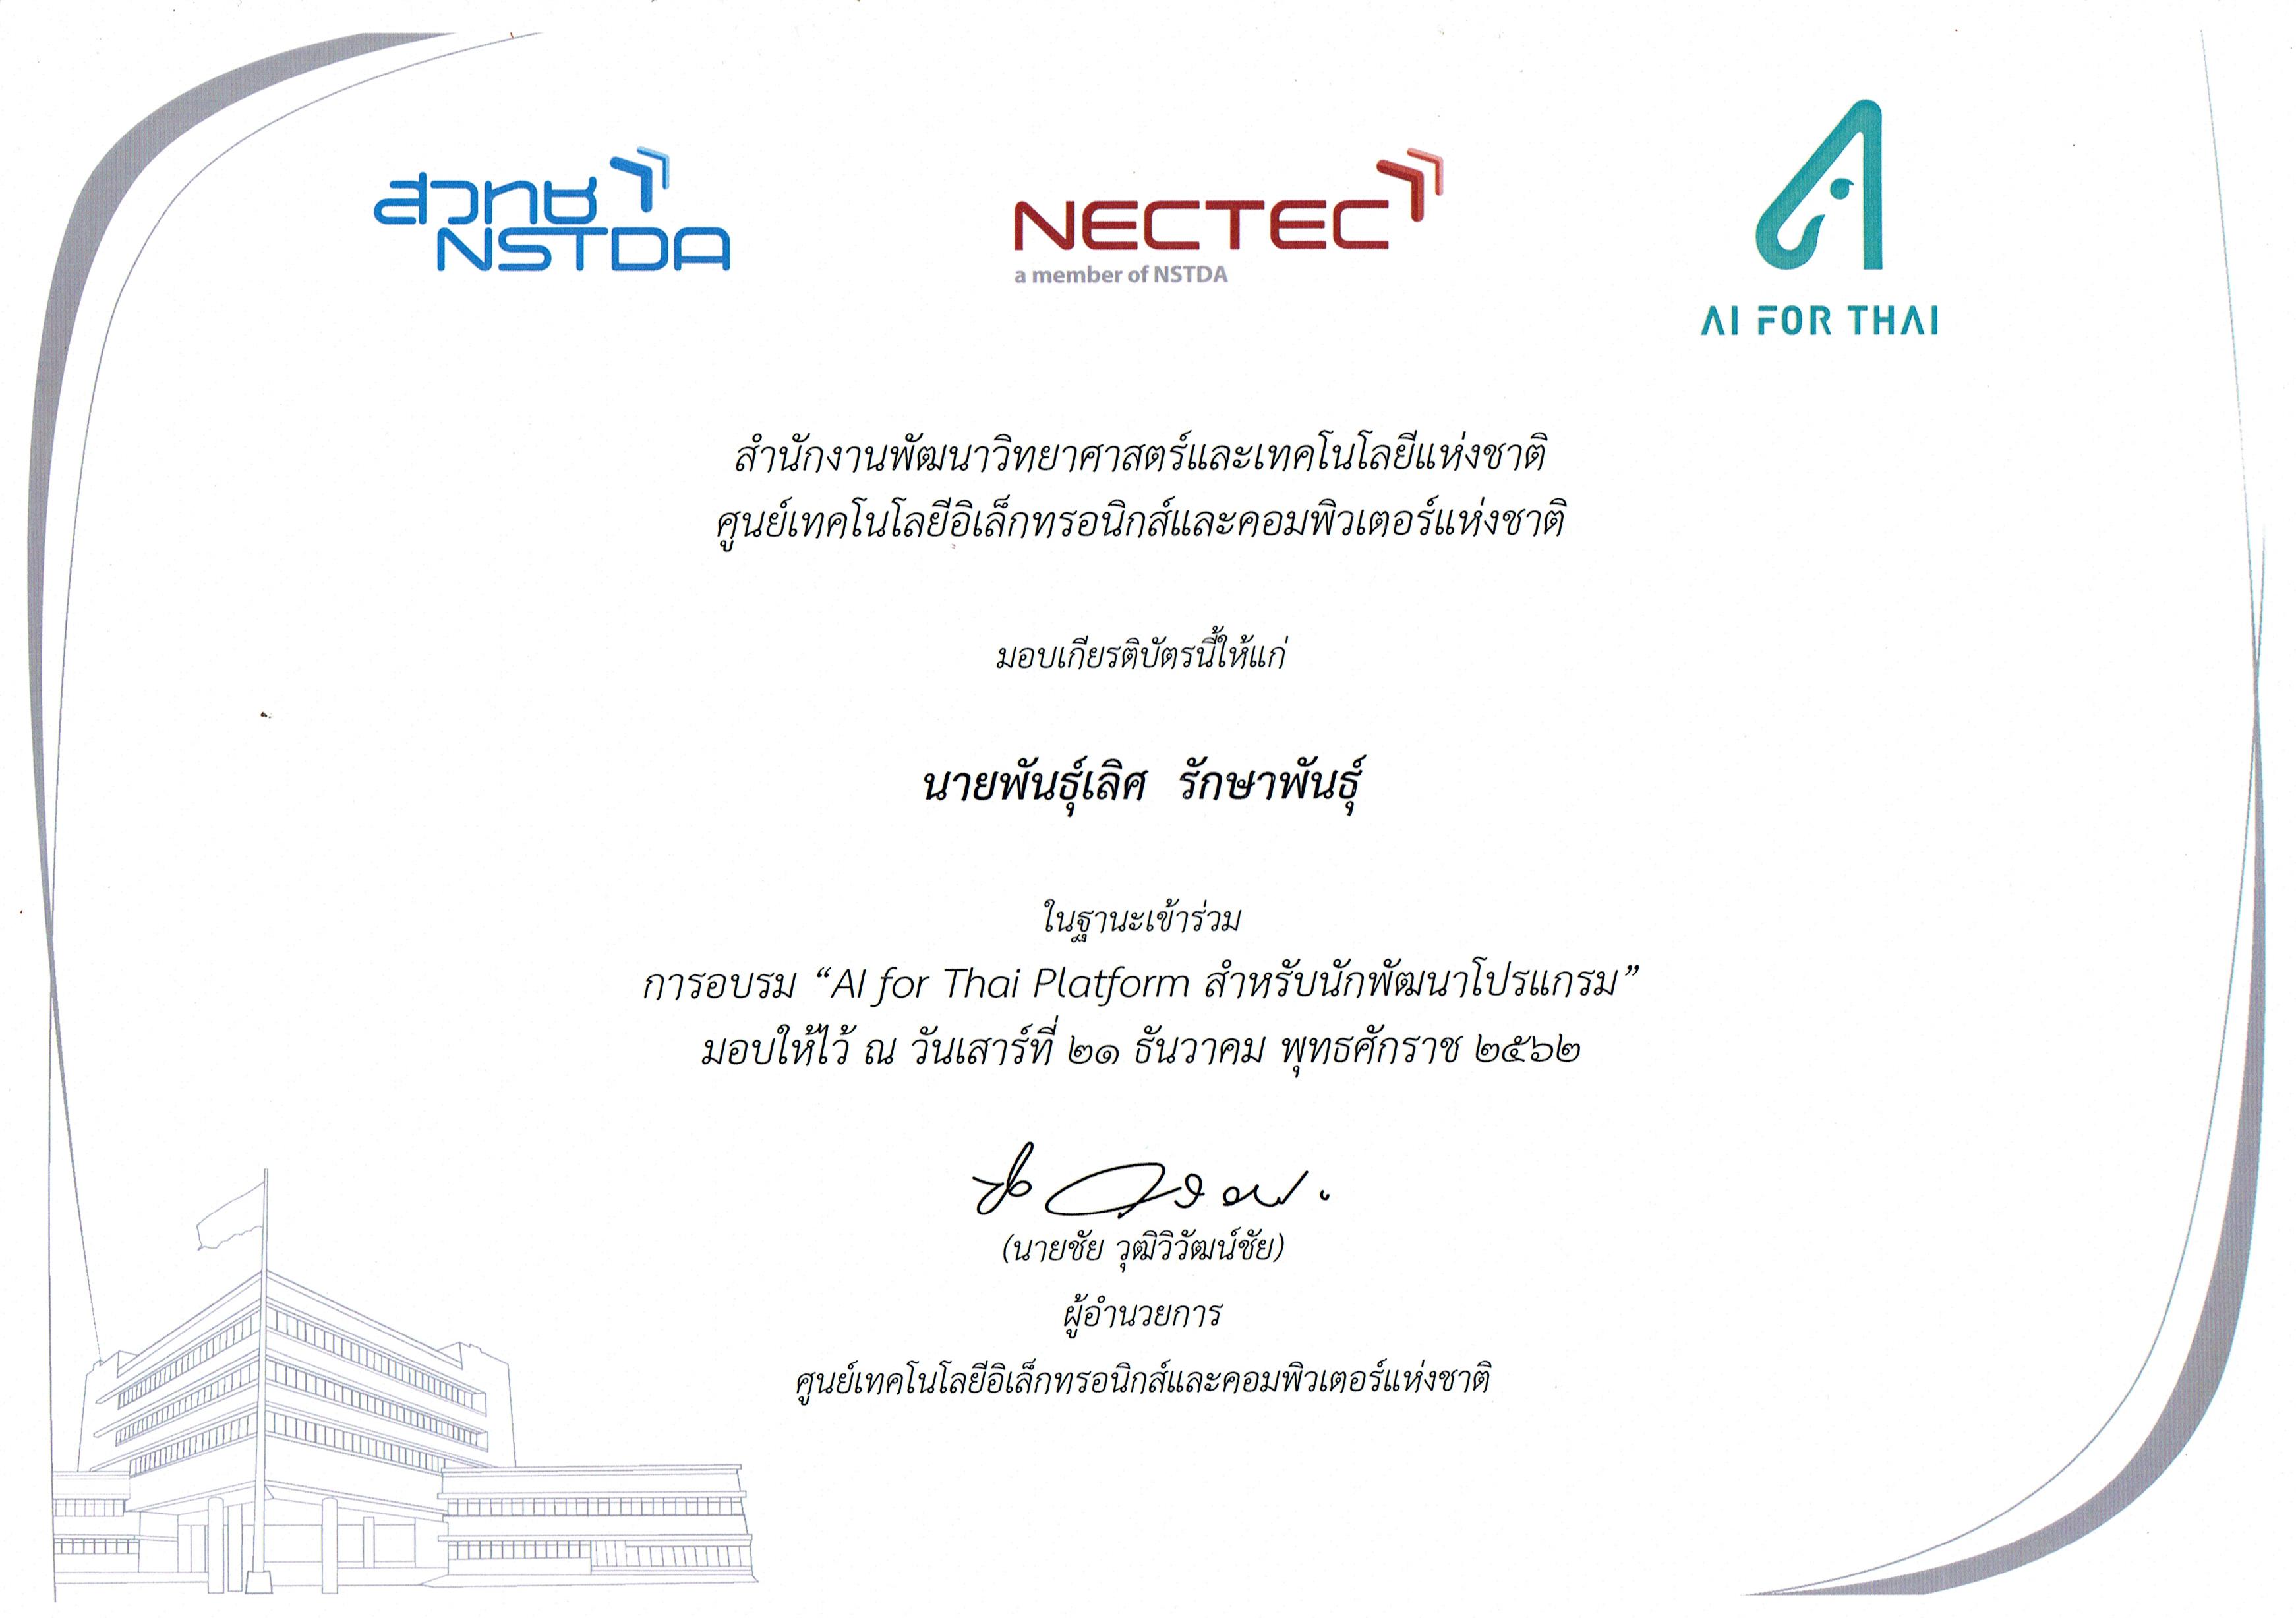 สวทช
NSTDA
NECTEC
a member of NSTDA
AI FOR THAI
สำนักงานพัฒนาวิทยาศาสตร์และเทคโนโลยีแห่งชาติ
ศูนย์เทคโนโลยีอิเล็กทรอนิกส์และคอมพิวเตอร์แห่งชาติ
มอบเกียรติบัตรนี้ให้แก่
นายพันธุ์เลิศ รักษาพันธุ์
ในฐานะเข้าร่วม
การอบรม “AI for Thai Platform สำหรับนักพัฒนาโปรแกรม”
มอบให้ไว้ ณ วันเสาร์ที่ ๒๑ ธันวาคม พุทธศักราช ๒๕๖๒
(นายชัย วุฒิวิวัฒน์ชัย)
ผู้อำนวยการ
ศูนย์เทคโนโลยีอิเล็กทรอนิกส์และคอมพิวเตอร์แห่งชาติ